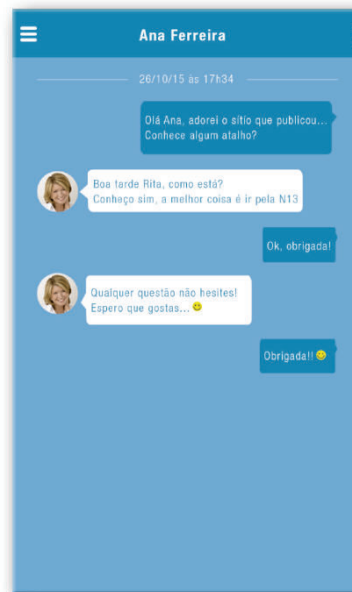 Ana Ferreira
26/10/15 às 17h34
Olá Ana, adorei o sítio que publicou...
Conhece algum atalho?
Boa tarde Rita, como está?
Conheço sim, a melhor coisa é ir pela N13
Ok, obrigada!
Qualquer questão não hesites!
Espero que gostas... 🙂
Obrigada!! 🙂